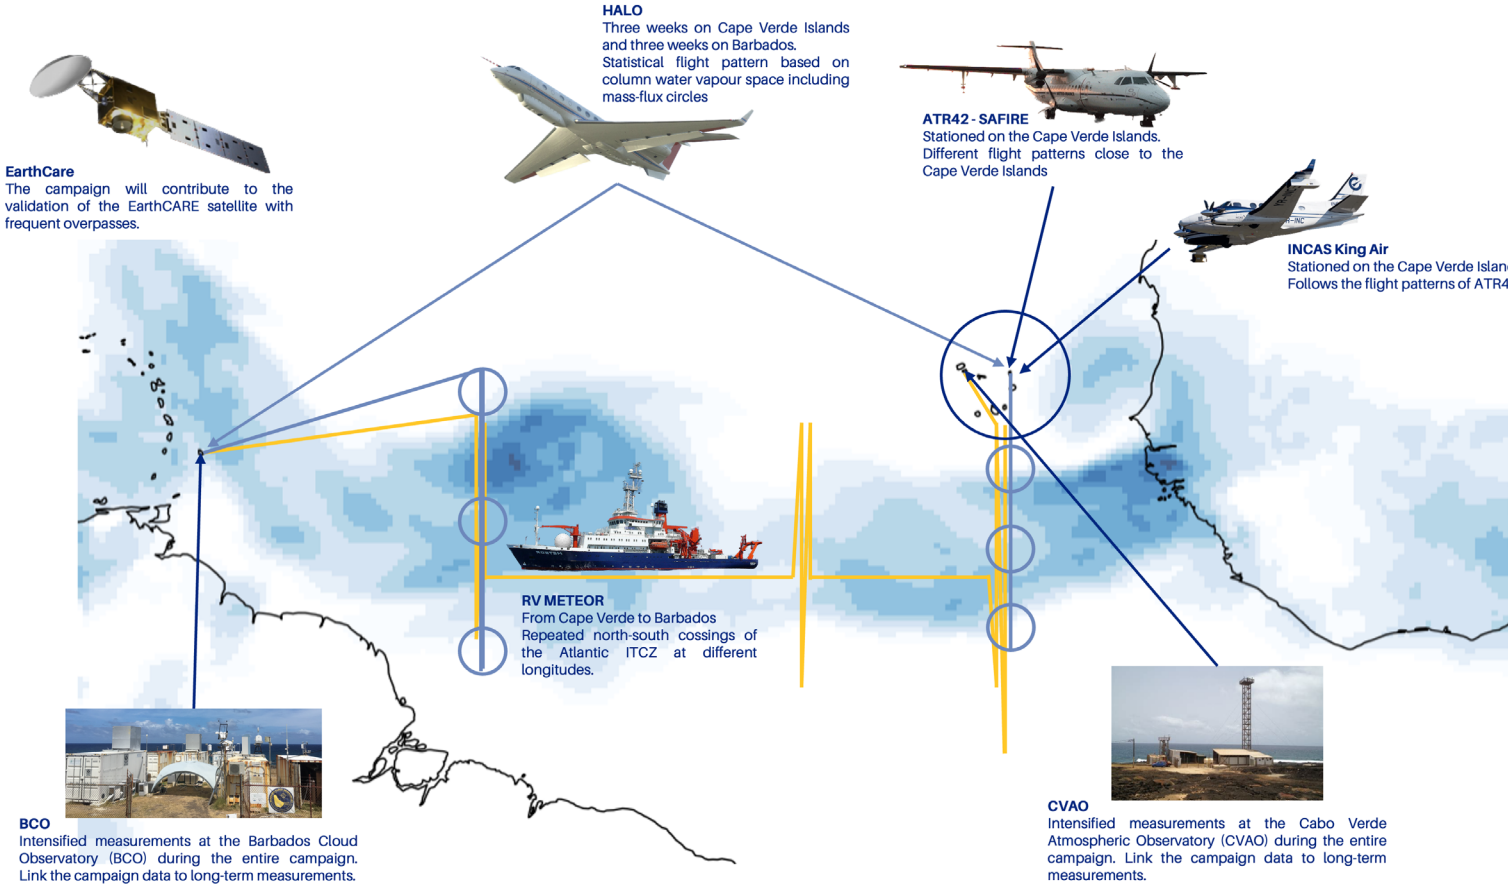 HALO
Three weeks on Cape Verde Islands
and three weeks on Barbados.
Statistical flight pattern based on
column water vapour space including
mass-flux circles
ATR42 - SAFIRE
Stationed on the Cape Verde Islands.
Different flight patterns close to the
Cape Verde Islands
EarthCare
The campaign will contribute to the
validation of the EarthCARE satellite with
frequent overpasses.
INCAS King Air
Stationed on the Cape Verde Islan
Follows the flight patterns of ATR4
RV METEOR
From Cape Verde to Barbados
Repeated north-south cossings of
the Atlantic ITCZ at different
longitudes.
BCO
Intensified measurements at the Barbados Cloud
Observatory (BCO) during the entire campaign.
Link the campaign data to long-term measurements.
CVAO
Intensified measurements at the Cabo Verde
Atmospheric Observatory (CVAO) during the entire
campaign. Link the campaign data to long-term
measurements.